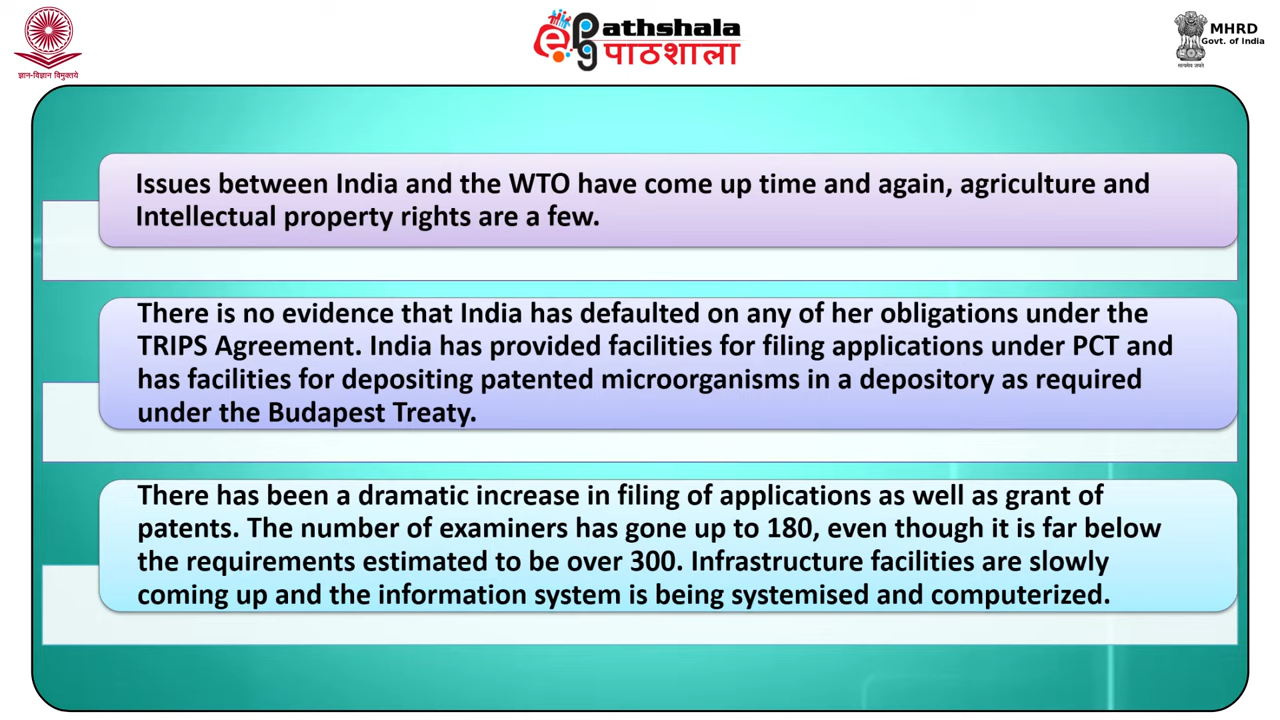 ज्ञान-विज्ञान विमुक्तये
ePG Pathshala
पाठशाला
MHRD
Govt. of India
सत्यमेव जयते
Issues between India and the WTO have come up time and again, agriculture and
Intellectual property rights are a few.
There is no evidence that India has defaulted on any of her obligations under the
TRIPS Agreement. India has provided facilities for filing applications under PCT and
has facilities for depositing patented microorganisms in a depository as required
under the Budapest Treaty.
There has been a dramatic increase in filing of applications as well as grant of
patents. The number of examiners has gone up to 180, even though it is far below
the requirements estimated to be over 300. Infrastructure facilities are slowly
coming up and the information system is being systemised and computerized.